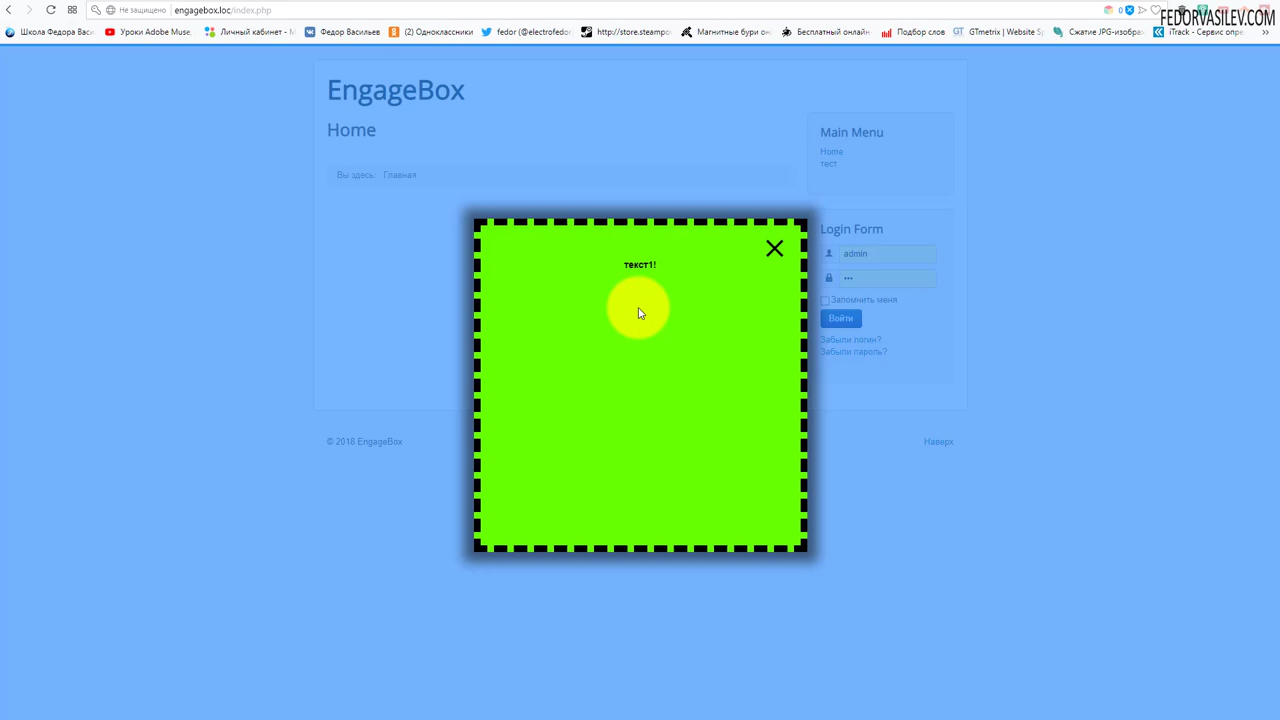 Не защищено
engagebox.loc/index.php
0
FEDORVASILEV.COM
Школа Федора Васи
Уроки Adobe Muse,
Личный кабинет - М
Федор Васильев
(2) Одноклассники
fedor (@electrofedor
http://store.steampov
Магнитные бури он
Бесплатный онлайн
Подбор слов
GTmetrix | Website Sp
Сжатие JPG-изобра
iTrack - Сервис опре
EngageBox
Home
Вы здесь: Главная
Main Menu
Home
тест
текст1!
Login Form
admin
•••
Запомнить меня
Войти
Забыли логин?
Забыли пароль?
© 2018 EngageBox
Наверх